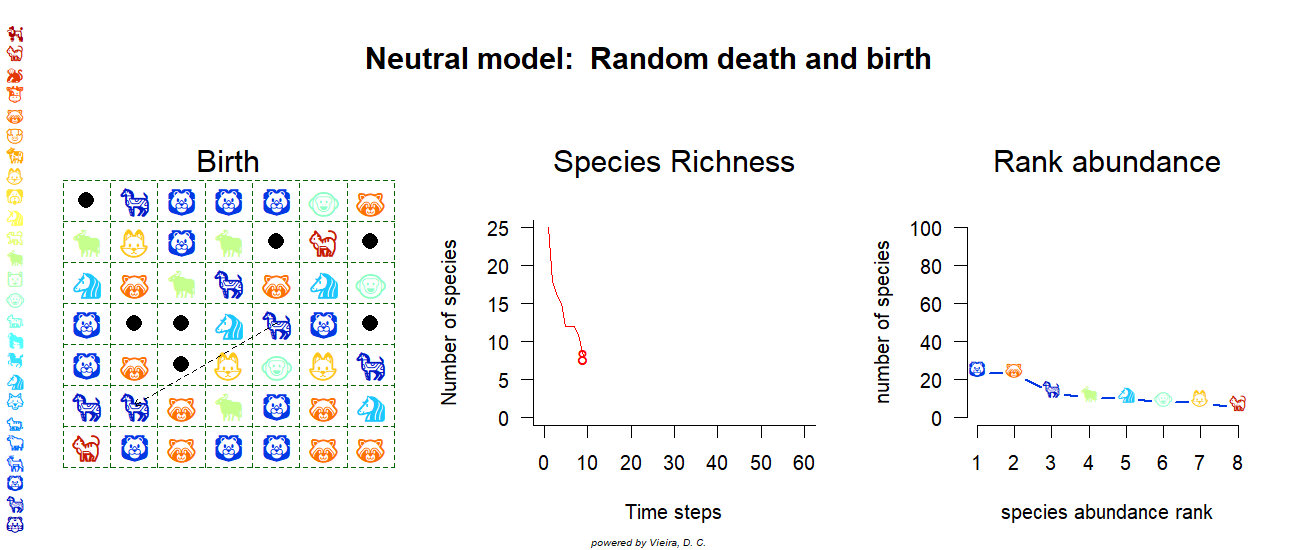 Neutral model:  Random death and birth
Birth
Species Richness
Rank abundance
Number of species
25
20
15
10
5
0
8
0 10 20 30 40 50 60
Time steps
number of species
100
80
60
40
20
0
1 2 3 4 5 6 7 8
species abundance rank
powered by Vieira, D. C.